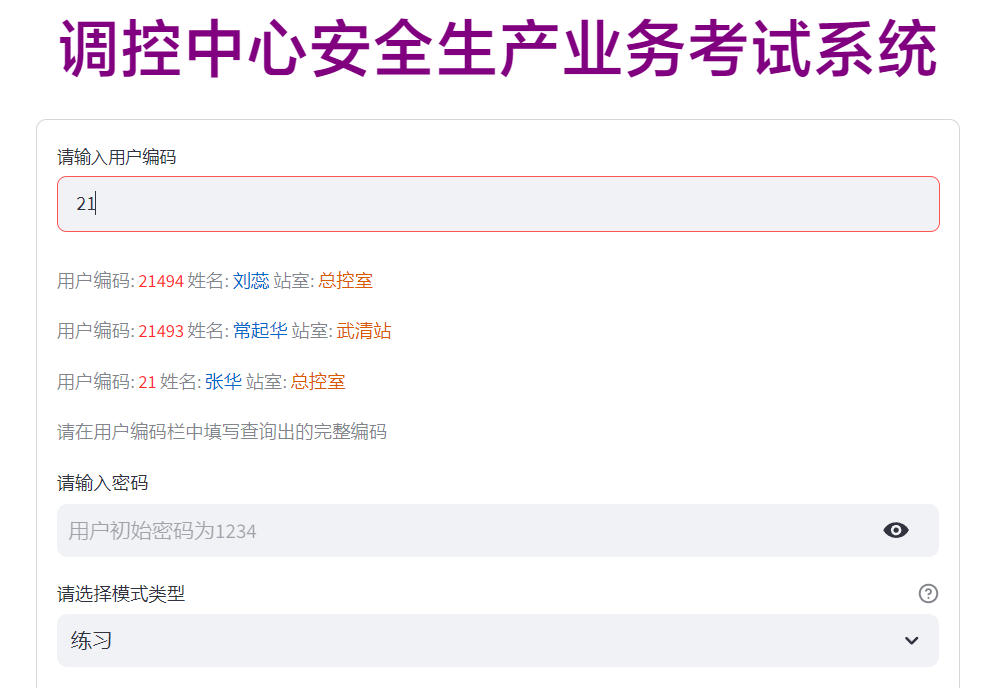 调控中心安全生产业务考试系统
请输入用户编码
21
用户编码: 21494 姓名: 刘蕊 站室: 总控室
用户编码: 21493 姓名: 常起华 站室: 武清站
用户编码: 21 姓名: 张华 站室: 总控室
请在用户编码栏中填写查询出的完整编码
请输入密码
用户初始密码为1234
请选择模式类型
练习